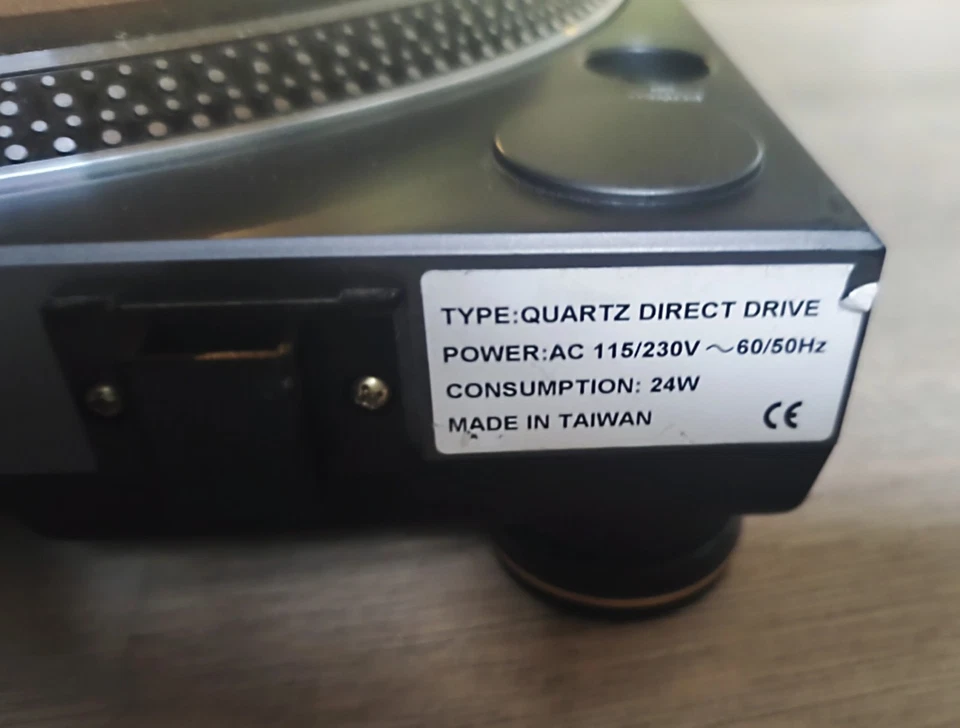 TYPE:QUARTZ DIRECT DRIVE
POWER:AC 115/230V ~60/50Hz
CONSUMPTION: 24W
MADE IN TAIWAN
CE